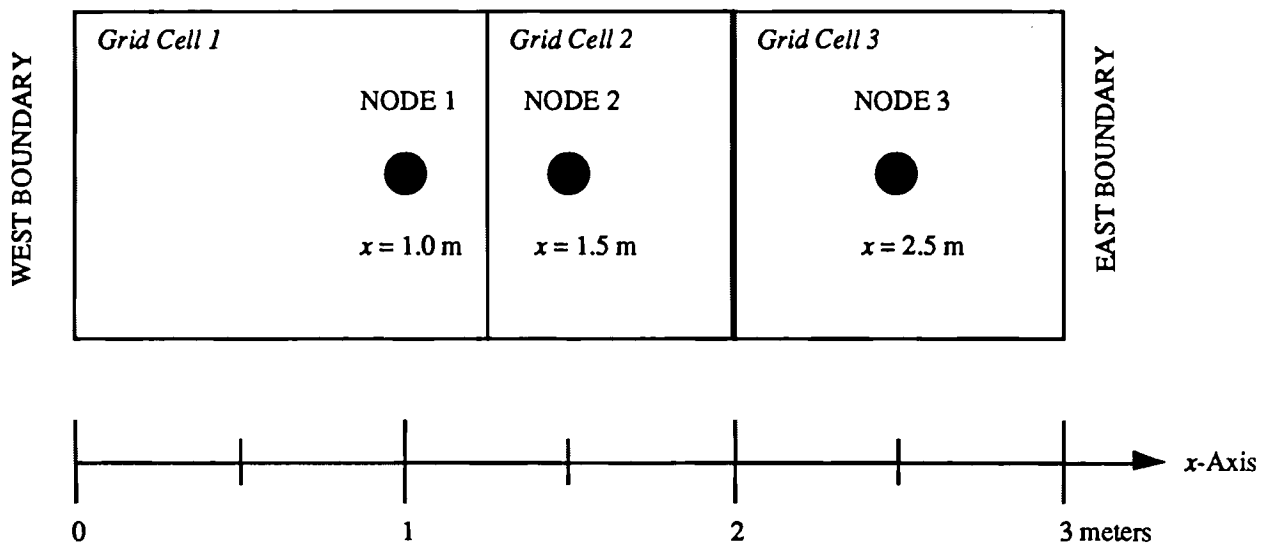 WEST BOUNDARY
Grid Cell 1
Grid Cell 2
Grid Cell 3
NODE 1
NODE 2
NODE 3
x = 1.0 m
x = 1.5 m
x = 2.5 m
EAST BOUNDARY
x-Axis
0
1
2
3 meters